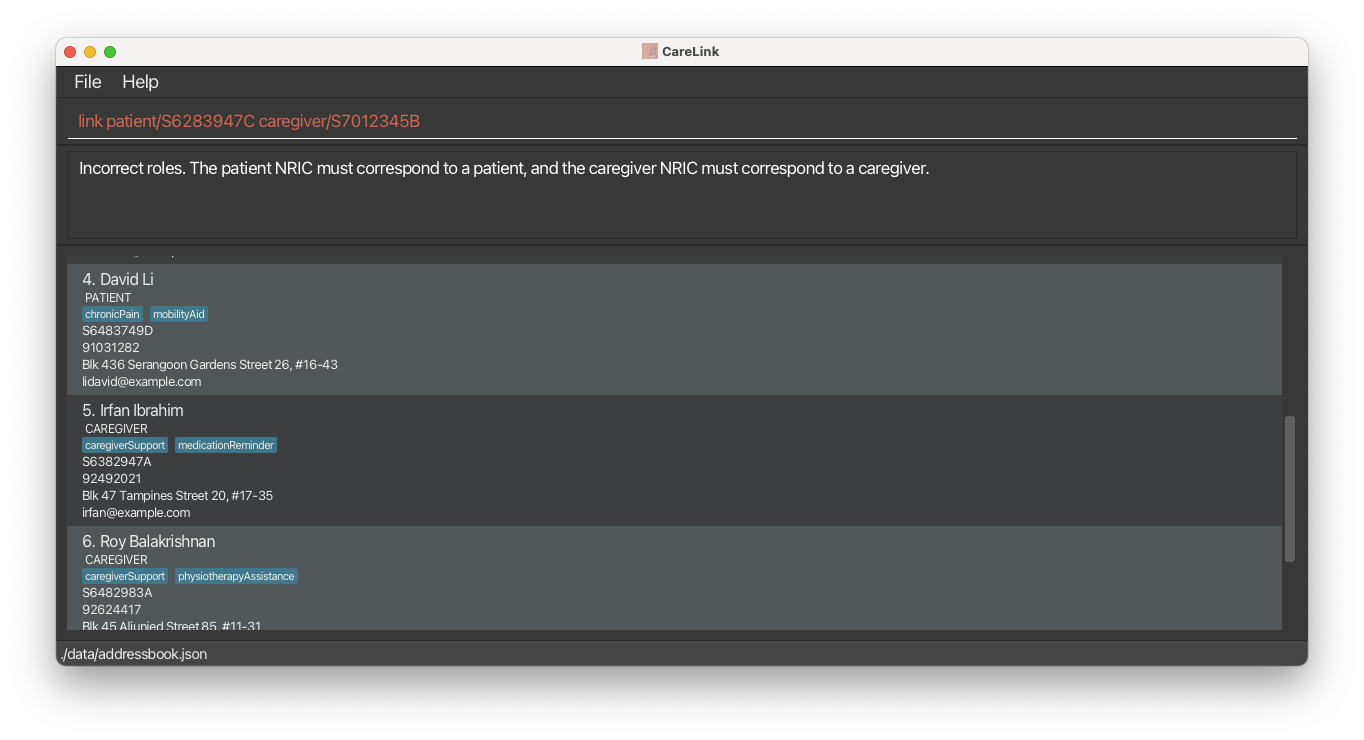 CareLink
File Help
link patient/S6283947C caregiver/S7012345B
Incorrect roles. The patient NRIC must correspond to a patient, and the caregiver NRIC must correspond to a caregiver.
4. David Li
PATIENT
chronicPain mobilityAid
S6483749D
91031282
Blk 436 Serangoon Gardens Street 26, #16-43
lidavid@example.com
5. Irfan Ibrahim
CAREGIVER
caregiverSupport medicationReminder
S6382947A
92492021
Blk 47 Tampines Street 20, #17-35
irfan@example.com
6. Roy Balakrishnan
CAREGIVER
caregiverSupport physiotherapyAssistance
S6482983A
92624417
Blk 45 Aljunied Street 85, #11-31
./data/addressbook.json